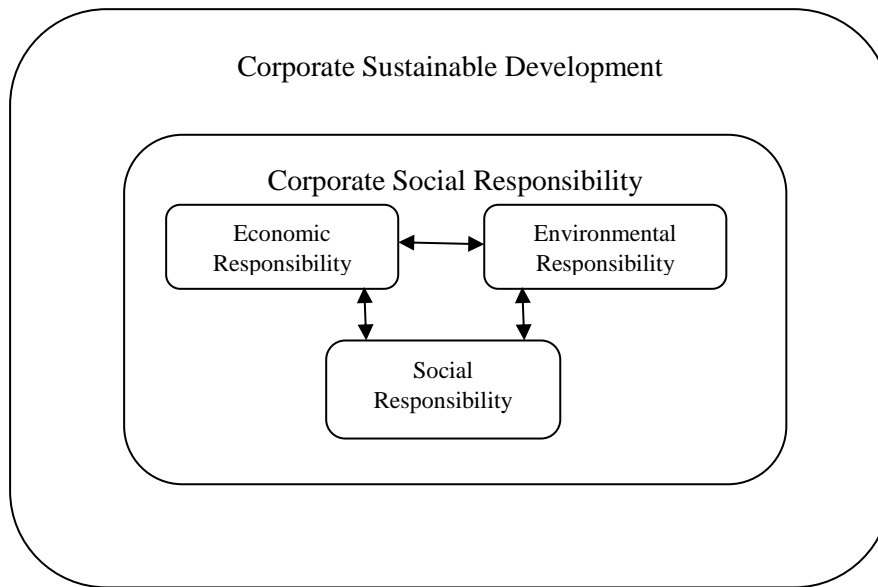 Corporate Sustainable Development
Corporate Social Responsibility
Economic
Responsibility
Environmental
Responsibility
Social
Responsibility